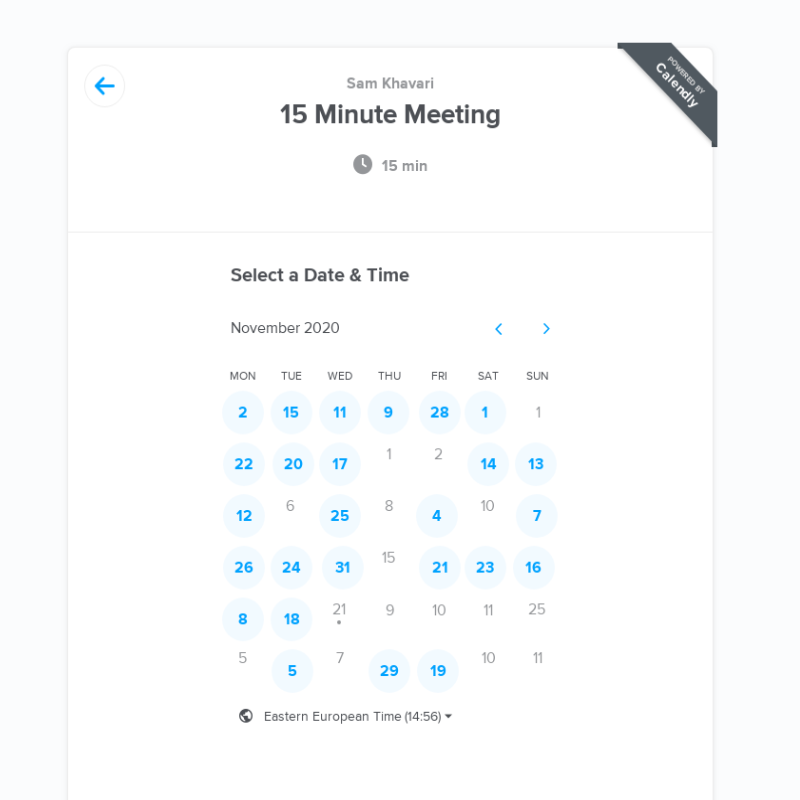 Sam Khavari
15 Minute Meeting
POWERED BY
Calendly
15 min
Select a Date & Time
November 2020
MON TUE WED THU FRI SAT SUN
2 15 11 9 28 1 1
22 20 17 1 2 14 13
12 6 25 8 4 10 7
26 24 31 15 21 23 16
8 18 21 9 10 11 25
5 5 7 29 19 10 11
Eastern European Time (14:56)